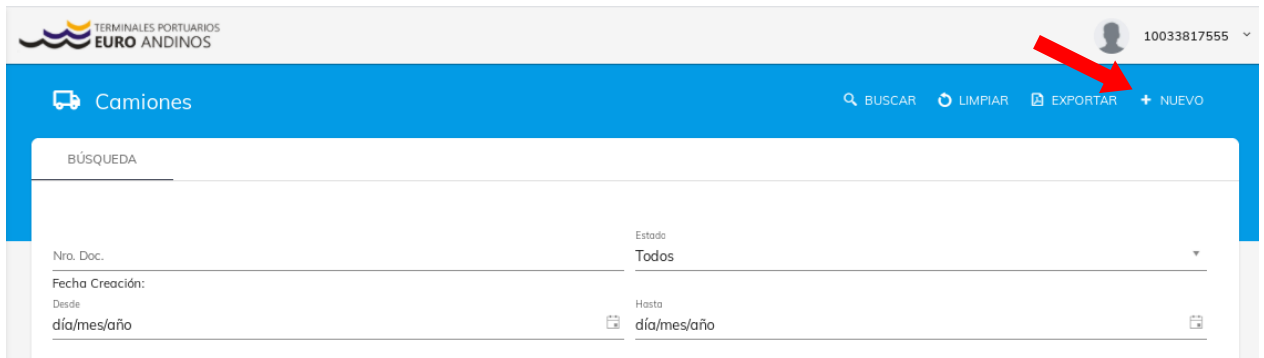 TERMINALES PORTUARIOS
EURO ANDINOS
10033817555
Camiones
BUSCAR LIMPIAR EXPORTAR + NUEVO
BÚSQUEDA
Nro. Doc.
Estado
Todos
Fecha Creación:
Desde
día/mes/año
Hasta
día/mes/año